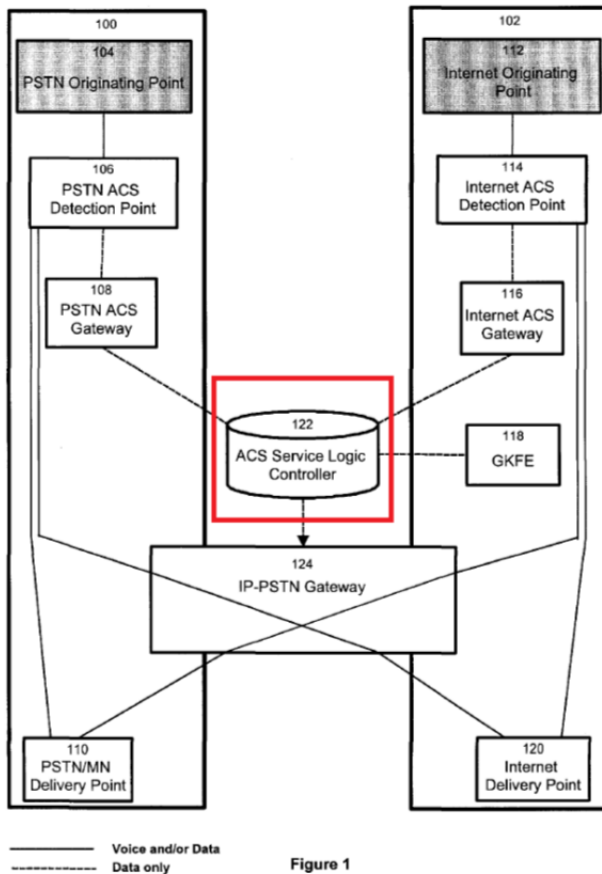 100
104
PSTN Originating Point
106
PSTN ACS
Detection Point
108
PSTN ACS
Gateway
102
112
Internet Originating
Point
114
Internet ACS
Detection Point
116
Internet ACS
Gateway
122
ACS Service Logic
Controller
118
GKFE
124
IP-PSTN Gateway
110
PSTN/MN
Delivery Point
120
Internet
Delivery Point
Voice and/or Data
Data only
Figure 1